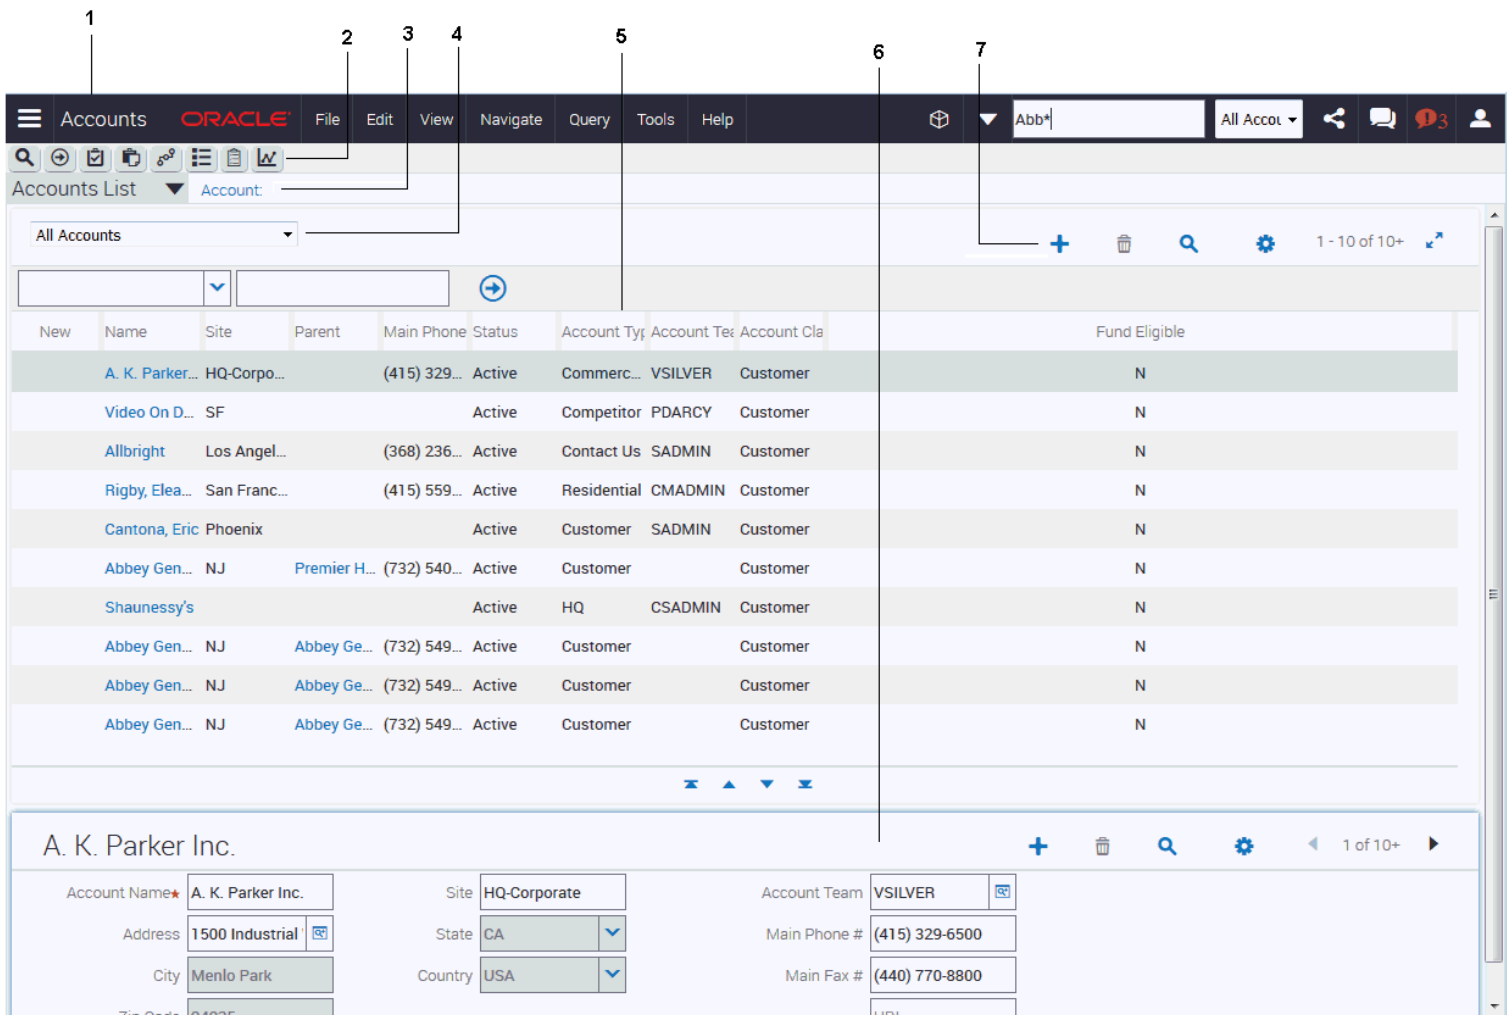 1
2
3
4
5
6
7
Accounts ORACLE File Edit View Navigate Query Tools Help Abb* All Accou 3
Accounts List Account:
All Accounts 1 - 10 of 10+
New Name Site Parent Main Phone Status Account Typ Account Tea Account Cla Fund Eligible
A. K. Parker... HQ-Corpo... (415) 329... Active Commerc... VSILVER Customer N
Video On D... SF Active Competitor PDARCY Customer N
Allbright Los Angel... (368) 236... Active Contact Us SADMIN Customer N
Rigby, Elea... San Franc... (415) 559... Active Residential CMADMIN Customer N
Cantona, Eric Phoenix Active Customer SADMIN Customer N
Abbey Gen... NJ Premier H... (732) 540... Active Customer Customer N
Shaunessy's Active HQ CSADMIN Customer N
Abbey Gen... NJ Abbey Ge... (732) 549... Active Customer Customer N
Abbey Gen... NJ Abbey Ge... (732) 549... Active Customer Customer N
Abbey Gen... NJ Abbey Ge... (732) 549... Active Customer Customer N
A. K. Parker Inc. 1 of 10+
Account Name★ A. K. Parker Inc. Site HQ-Corporate Account Team VSILVER
Address 1500 Industrial State CA Main Phone # (415) 329-6500
City Menlo Park Country USA Main Fax # (440) 770-8800
Zip Code